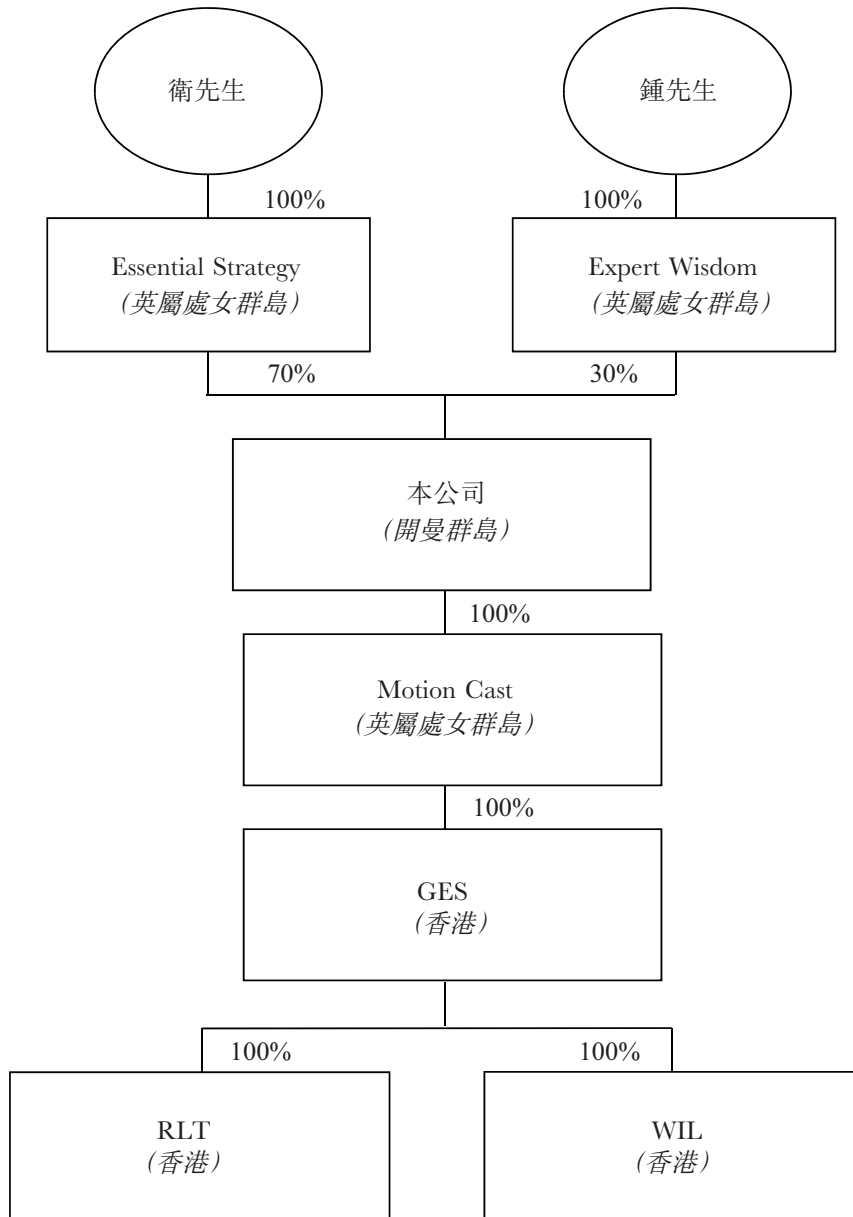 衛先生
鍾先生
100%
100%
Essential Strategy
(英屬處女群島)
Expert Wisdom
(英屬處女群島)
70%
30%
本公司
(開曼群島)
100%
Motion Cast
(英屬處女群島)
100%
GES
(香港)
100%
100%
RLT
(香港)
WIL
(香港)